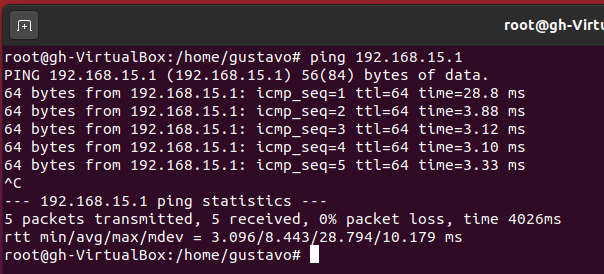 root@gh-Virtu
root@gh-VirtualBox:/home/gustavo# ping 192.168.15.1
PING 192.168.15.1 (192.168.15.1) 56(84) bytes of data.
64 bytes from 192.168.15.1: icmp_seq=1 ttl=64 time=28.8 ms
64 bytes from 192.168.15.1: icmp_seq=2 ttl=64 time=3.88 ms
64 bytes from 192.168.15.1: icmp_seq=3 ttl=64 time=3.12 ms
64 bytes from 192.168.15.1: icmp_seq=4 ttl=64 time=3.10 ms
64 bytes from 192.168.15.1: icmp_seq=5 ttl=64 time=3.33 ms
^C
--- 192.168.15.1 ping statistics ---
5 packets transmitted, 5 received, 0% packet loss, time 4026ms
rtt min/avg/max/mdev = 3.096/8.443/28.794/10.179 ms
root@gh-VirtualBox:/home/gustavo#